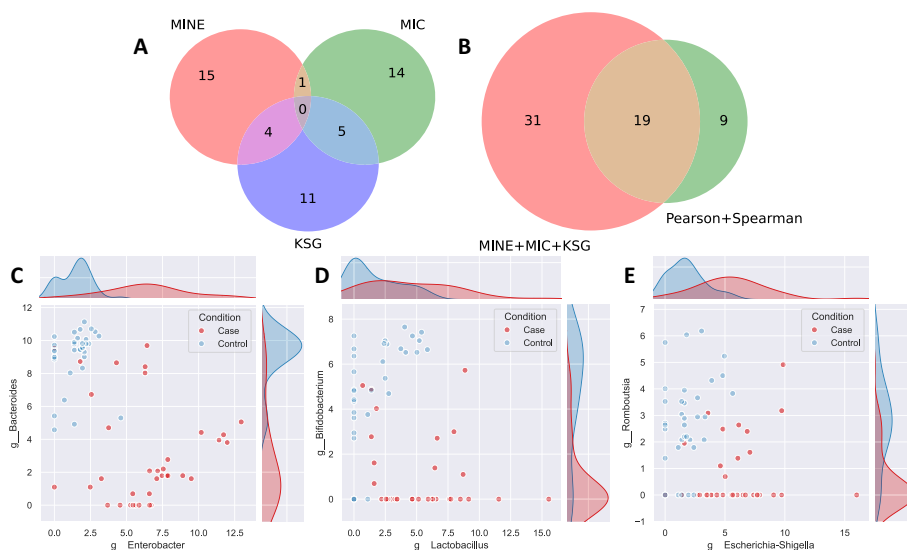 A
MINE
MIC
15
1
14
0
4
5
11
KSG
B
31
19
9
Pearson+Spearman
MINE+MIC+KSG
C
Condition
Case
Control
12
10
8
6
4
2
0
g__Bacteroides
0.0
2.5
5.0
7.5
10.0
12.5
g__Enterobacter
D
Condition
Case
Control
8
6
4
2
0
g__Bifidobacterium
0.0
2.5
5.0
7.5
10.0
12.5
15.0
g__Lactobacillus
E
Condition
Case
Control
7
6
5
4
3
2
1
0
−1
g__Romboutsia
0
5
10
15
g__Escherichia-Shigella